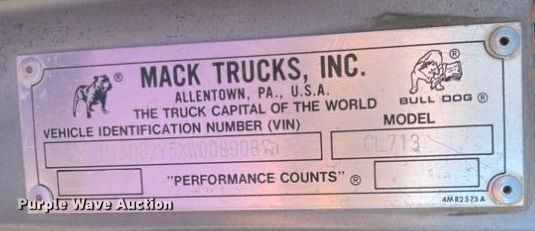 MACK TRUCKS, INC.
ALLENTOWN, PA., U.S.A.
THE TRUCK CAPITAL OF THE WORLD
® BULL DOG ®
VEHICLE IDENTIFICATION NUMBER (VIN) MODEL
CL713
"PERFORMANCE COUNTS" ®
4MR2575A
Purple Wave Auction